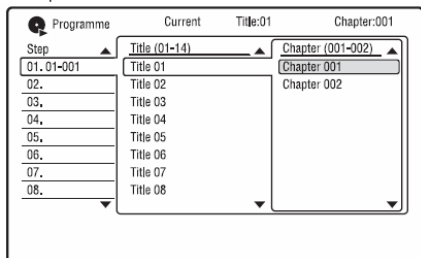 Programme Current Title:01 Chapter:001
Step Title (01-14) Chapter (001-002)
01. 01-001 Title 01 Chapter 001
02. Title 02 Chapter 002
03. Title 03
04. Title 04
05. Title 05
06. Title 06
07. Title 07
08. Title 08